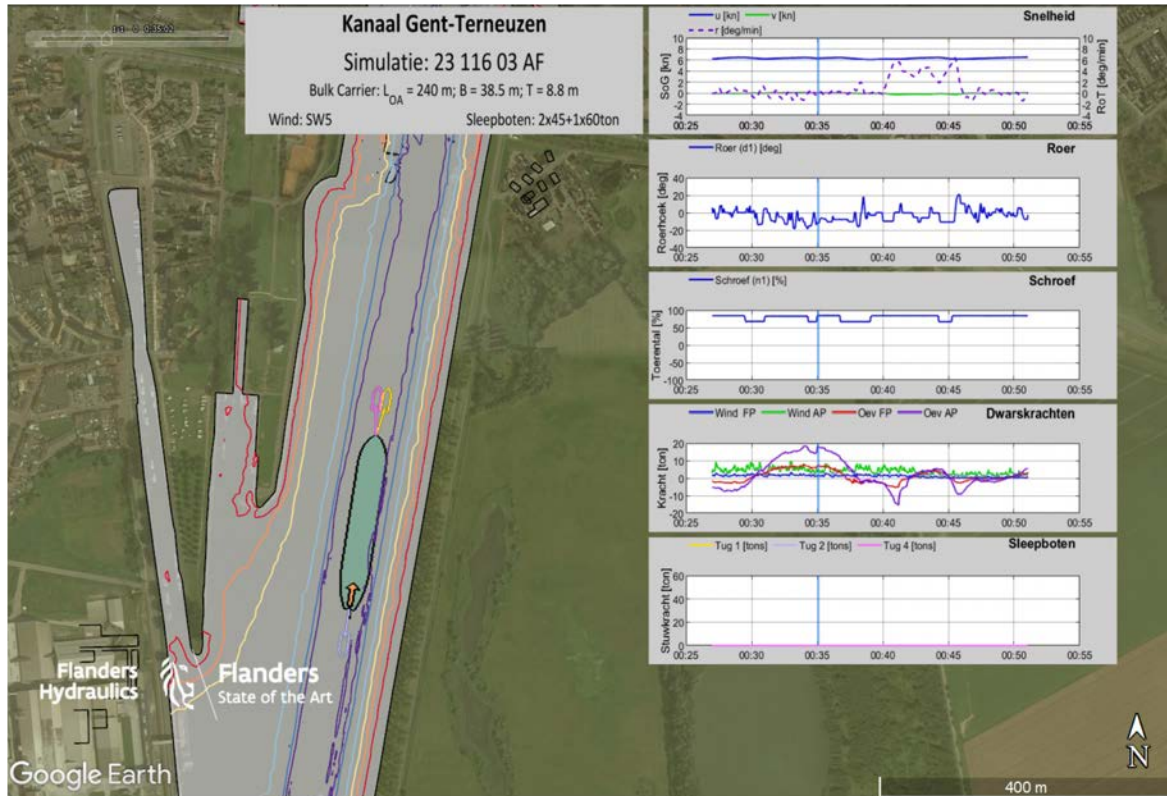 Kanaal Gent-Terneuzen
Simulatie: 23 116 03 AF
Bulk Carrier: LOA = 240 m; B = 38.5 m; T = 8.8 m
Wind: SW5 Sleepboten: 2x45+1x60ton
u [kn] v [kn] Snelheid
r [deg/min]
SoG [kn]
10
8
6
4
2
0
-2
-4
10
8
6
4
2
0
-2
-4
RoT [deg/min]
00:25 00:30 00:35 00:40 00:45 00:50 00:55
Roer (d1) [deg] Roer
Roerhoek [deg]
40
20
0
-20
-40
00:25 00:30 00:35 00:40 00:45 00:50 00:55
Schroef (n1) [%] Schroef
Toerental [%]
100
50
0
-50
-100
00:25 00:30 00:35 00:40 00:45 00:50 00:55
Wind FP Wind AP Oev FP Oev AP Dwarskrachten
Kracht [ton]
20
10
0
-10
-20
00:25 00:30 00:35 00:40 00:45 00:50 00:55
Tug 1 [tons] Tug 2 [tons] Tug 4 [tons] Sleepboten
Stuwkracht [ton]
60
40
20
0
00:25 00:30 00:35 00:40 00:45 00:50 00:55
Flanders
Hydraulics
Flanders
State of the Art
Google Earth
N
400 m